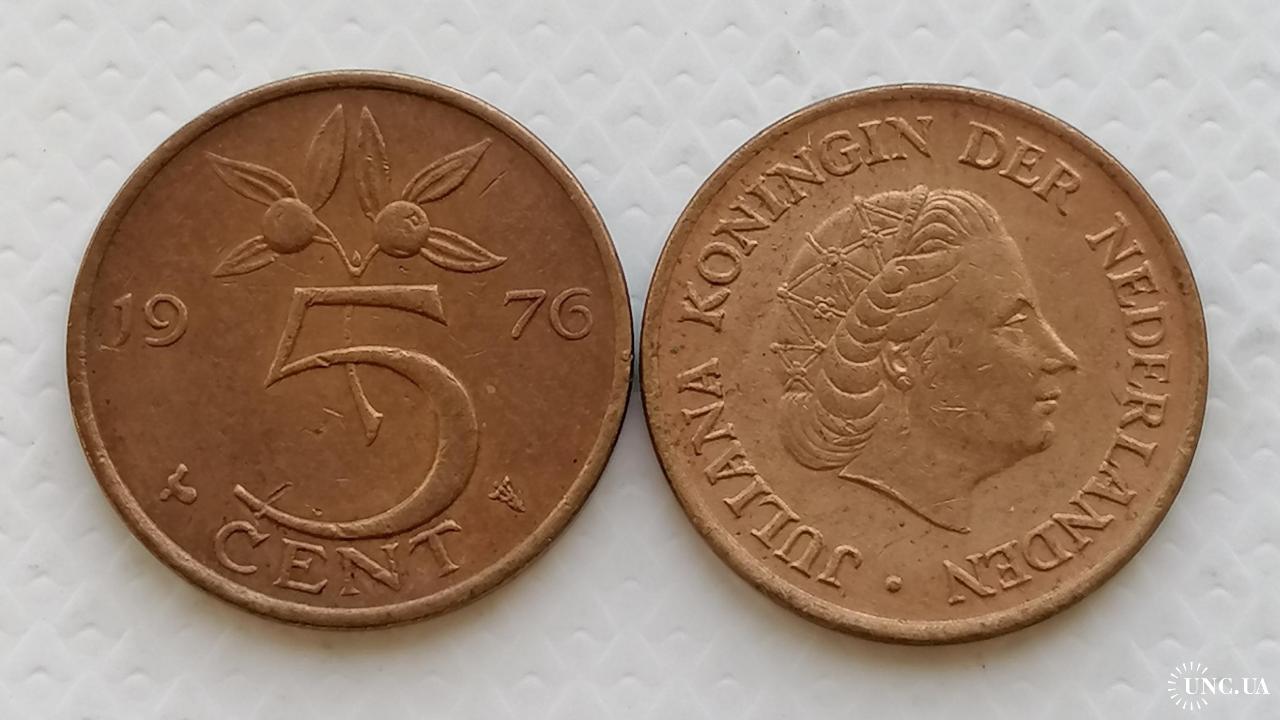 19 76
5
CENT
JULIANA KONINGIN DER NEDERLANDEN
UNC.UA